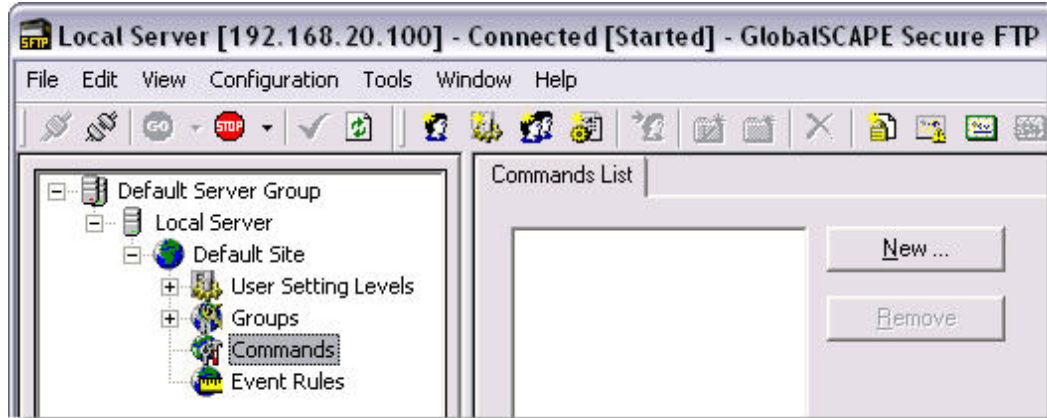 SFTP Local Server [192.168.20.100] - Connected [Started] - GlobalSCAPE Secure FTP
File Edit View Configuration Tools Window Help
GO STOP
Commands List
Default Server Group
Local Server
Default Site
User Setting Levels
Groups
Commands
Event Rules
New ...
Remove